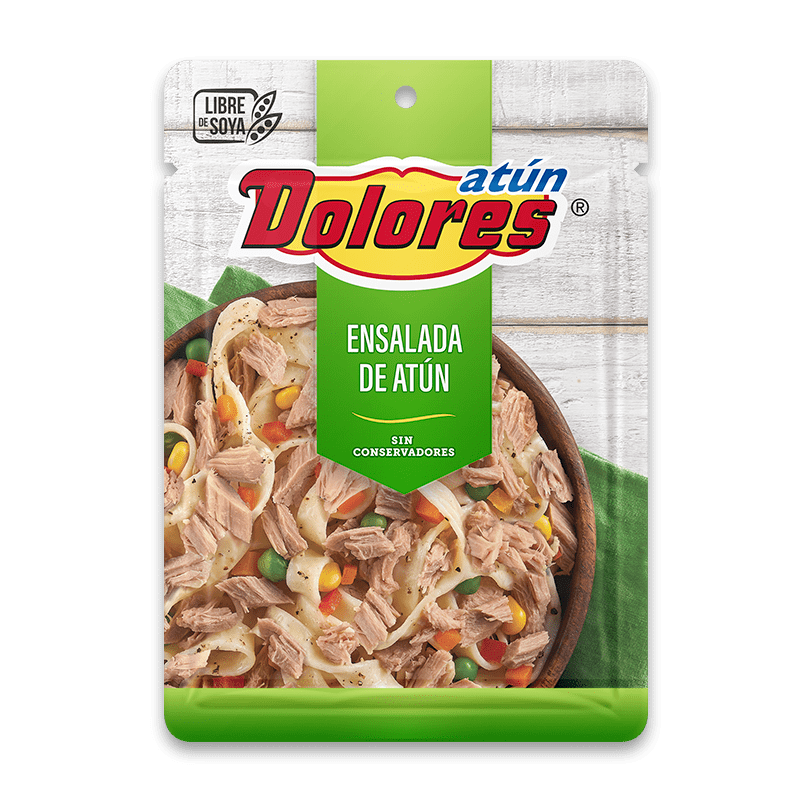 LIBRE
DE SOYA
atún
Dolores®
ENSALADA
DE ATÚN
SIN
CONSERVADORES